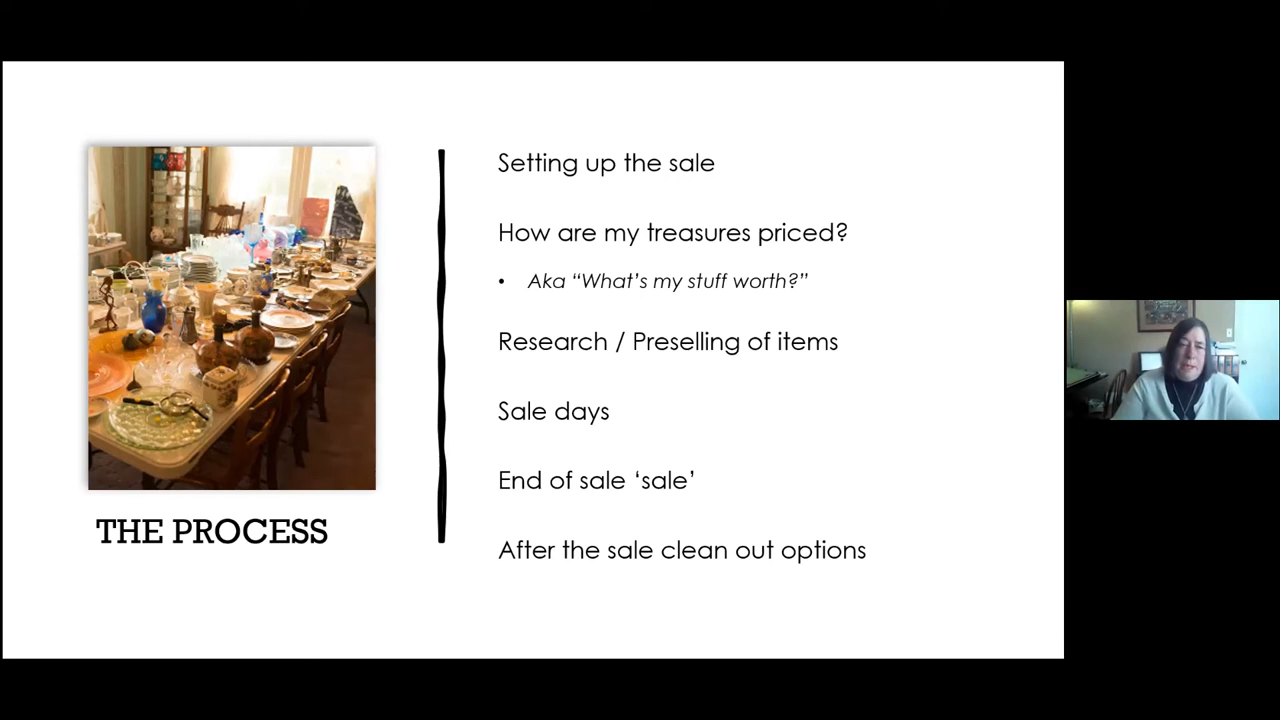 Setting up the sale
How are my treasures priced?
• Aka “What’s my stuff worth?”
Research / Preselling of items
Sale days
End of sale ‘sale’
After the sale clean out options
THE PROCESS